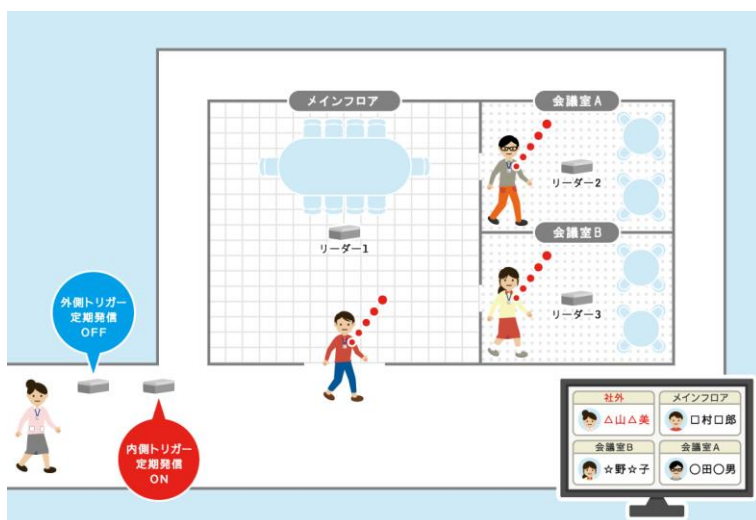 メインフロア
会議室A
リーダー2
会議室B
リーダー1
リーダー3
外側トリガー
定期発信
OFF
内側トリガー
定期発信
ON
社外
△山△美
メインフロア
□村□郎
会議室B
☆野☆子
会議室A
○田○男